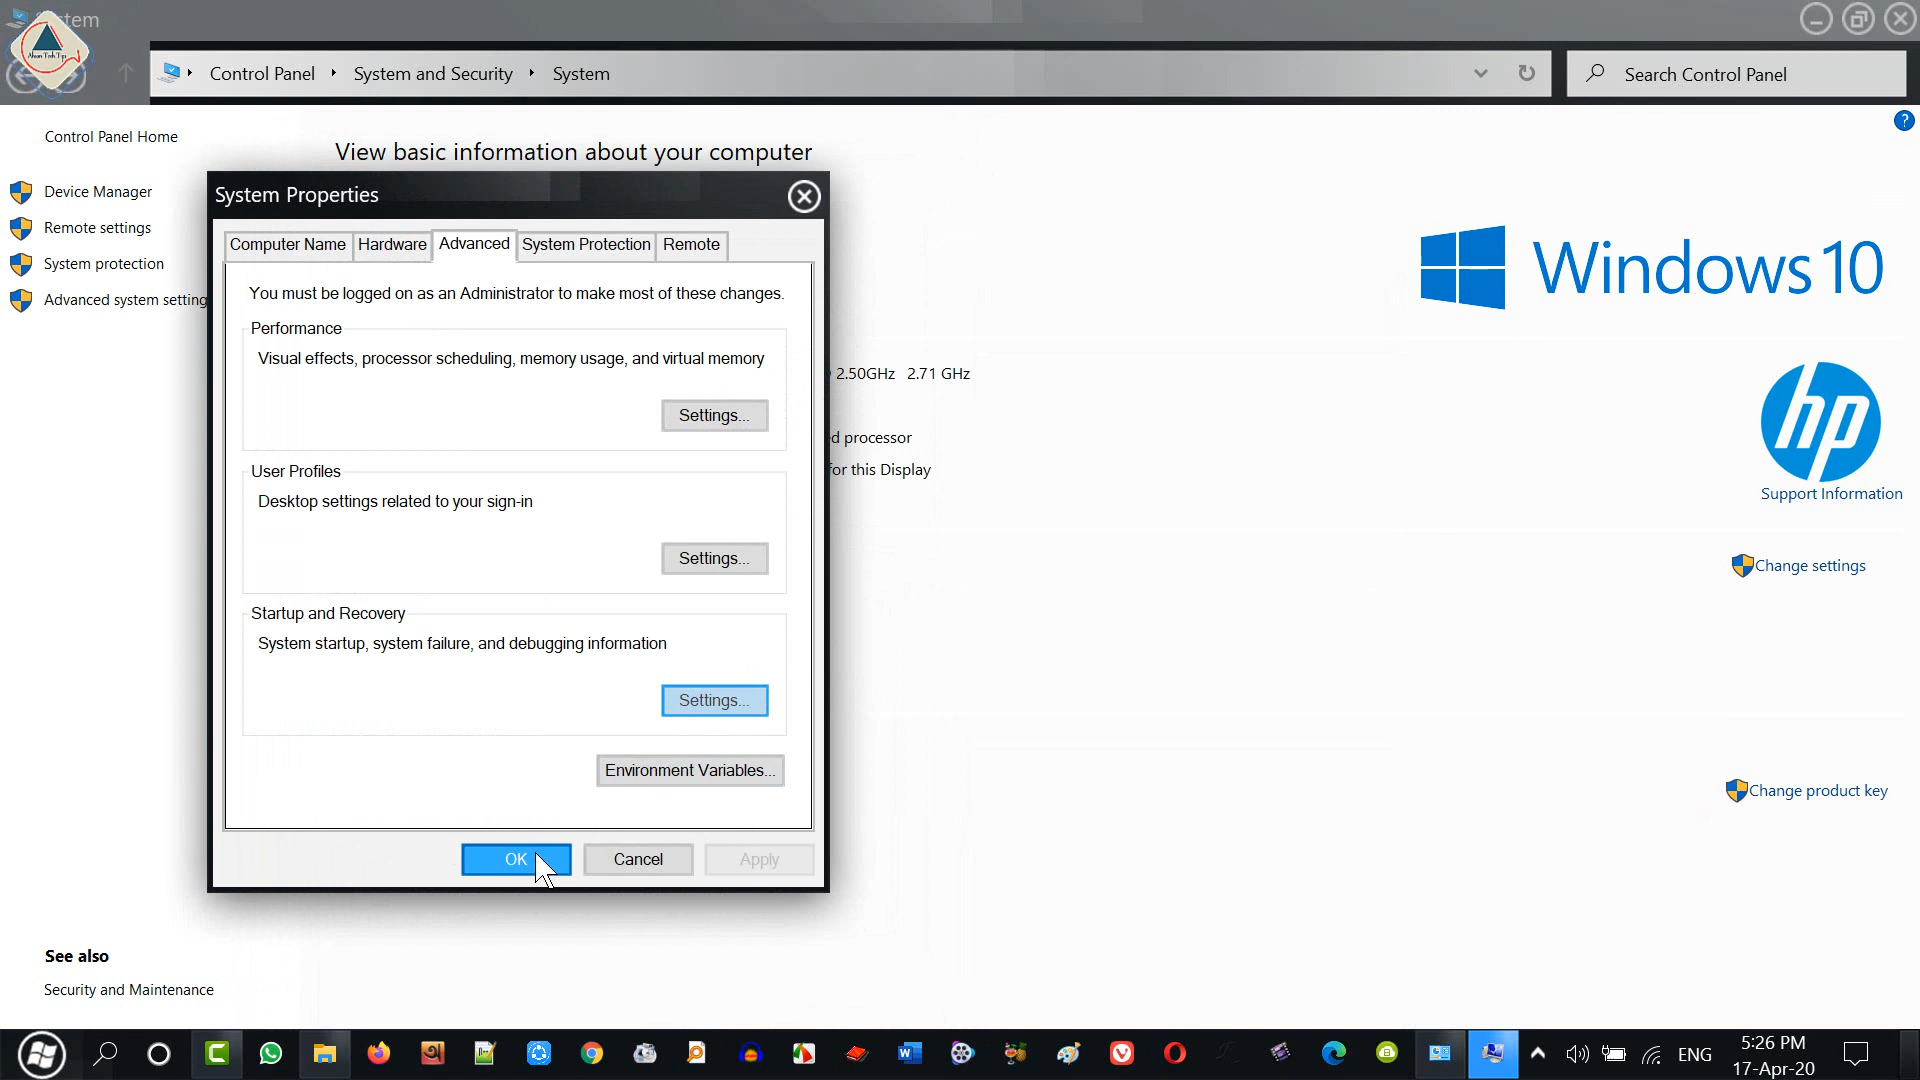 System
Control Panel
System and Security
System
Search Control Panel
Control Panel Home
Device Manager
Remote settings
System protection
Advanced system setting
View basic information about your computer
System Properties
Computer Name
Hardware
Advanced
System Protection
Remote
You must be logged on as an Administrator to make most of these changes.
Performance
Visual effects, processor scheduling, memory usage, and virtual memory
Settings...
User Profiles
Desktop settings related to your sign-in
Settings...
Startup and Recovery
System startup, system failure, and debugging information
Settings...
Environment Variables...
OK
Cancel
Apply
2.50GHz 2.71 GHz
d processor
for this Display
Windows 10
hp
Support Information
Change settings
Change product key
See also
Security and Maintenance
ENG
5:26 PM
17-Apr-20